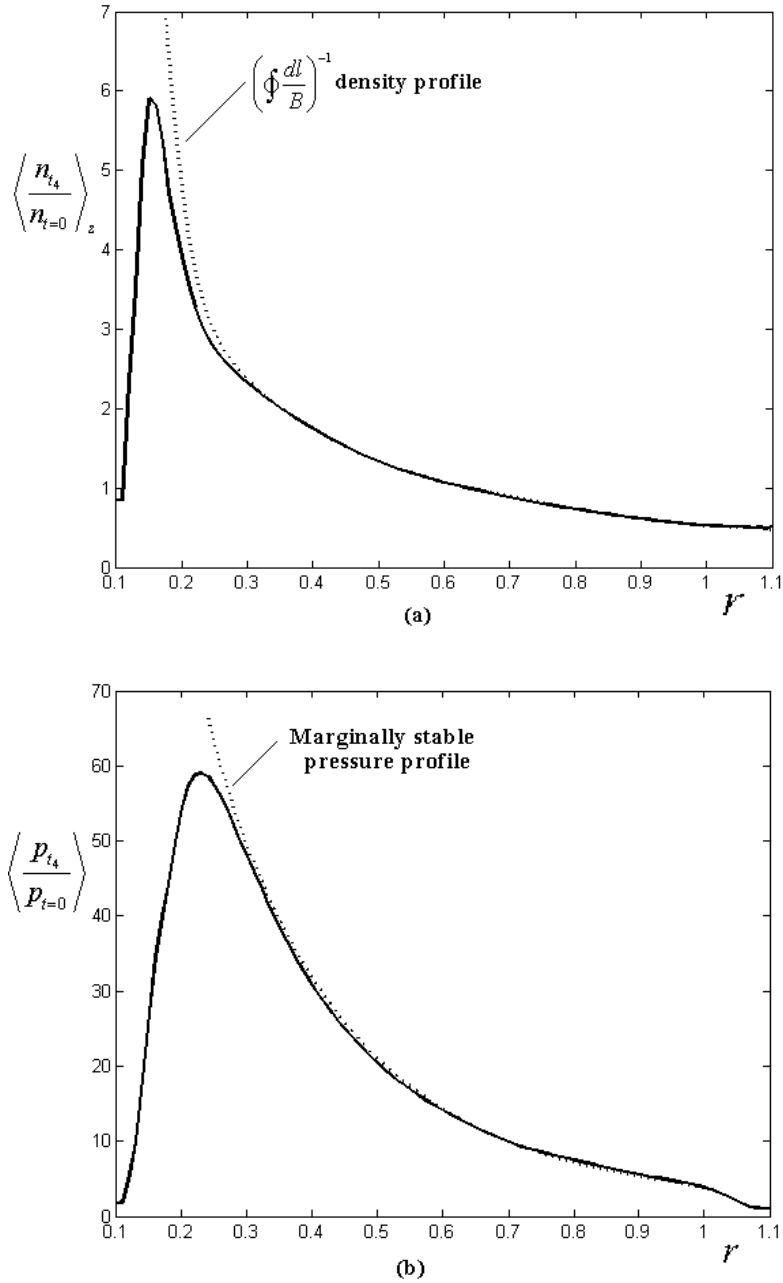 7
6
5
4
3
2
1
0
⟨n_{t_4}/n_{t=0}⟩_z
(∮dl/B)^{-1} density profile
0.1 0.2 0.3 0.4 0.5 0.6 0.7 0.8 0.9 1 1.1
r
(a)
70
60
50
40
30
20
10
0
⟨p_{t_4}/p_{t=0}⟩
Marginally stable
pressure profile
0.1 0.2 0.3 0.4 0.5 0.6 0.7 0.8 0.9 1 1.1
r
(b)